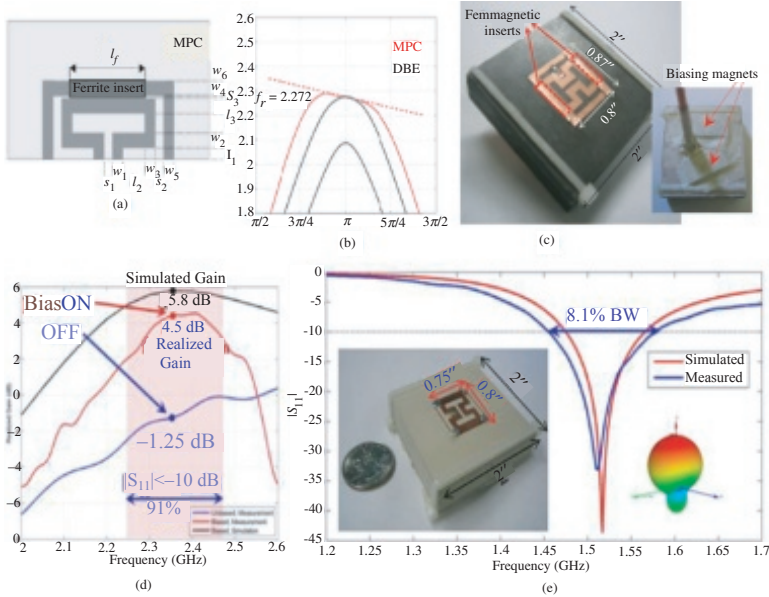 MPC
l_f
Ferrite insert
w_6
w_4
S_3
l_3
w_2
I_1
s_1
w_1
l_2
w_3
s_2
w_5
(a)
2.6
2.5
2.4
2.3
2.2
2.1
2
1.9
1.8
f_r = 2.272
MPC
DBE
π/2
3π/4
π
5π/4
3π/2
(b)
Femmagnetic
inserts
2″
0.87″
0.8″
2″
Biasing magnets
(c)
Simulated Gain
5.8 dB
BiasON
OFF
4.5 dB
Realized
Gain
−1.25 dB
|S11|<−10 dB
91%
6
4
2
0
−2
−4
−6
2
2.1
2.2
2.3
2.4
2.5
2.6
Frequency (GHz)
(d)
0
-5
-10
-15
-20
-25
-30
-35
-40
-45
|S11|
8.1% BW
Simulated
Measured
0.75″
0.8″
2″
2″
1.2
1.25
1.3
1.35
1.4
1.45
1.5
1.55
1.6
1.65
1.7
Frequency (GHz)
(e)